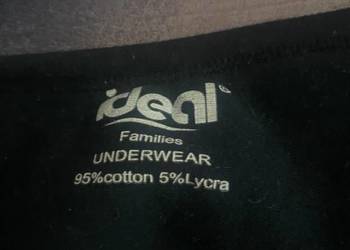 ideal®
Families
UNDERWEAR
95%cotton 5%Lycra